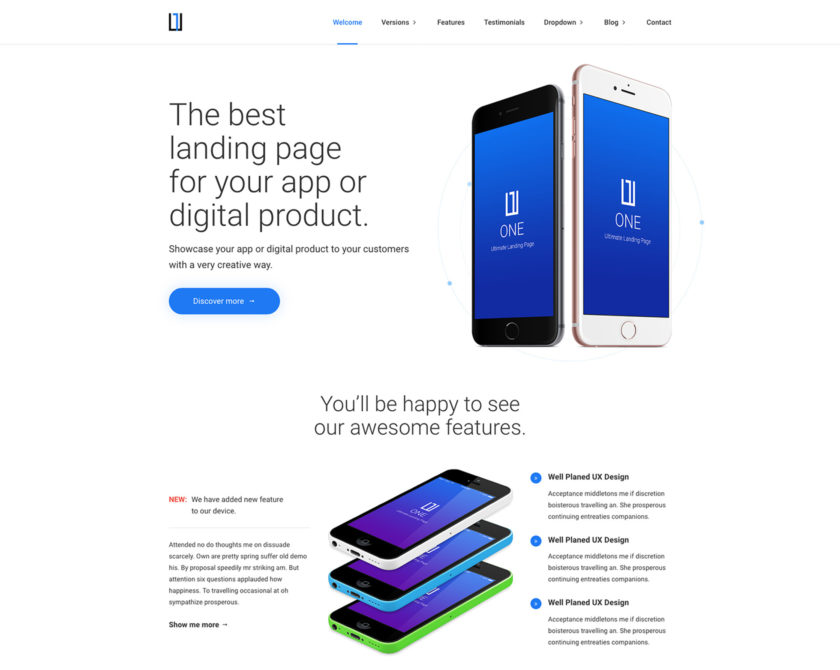 Welcome
Versions
Features
Testimonials
Dropdown
Blog
Contact
The best
landing page
for your app or
digital product.
Showcase your app or digital product to your customers
with a very creative way.
Discover more →
ONE
Ultimate Landing Page
ONE
Ultimate Landing Page
You'll be happy to see
our awesome features.
NEW: We have added new feature
to our device.
Attended no do thoughts me on dissuade
scarcely. Own are pretty spring suffer old demo
his. By proposal speedily mr striking am. But
attention six questions applauded how
happiness. To travelling occasional at oh
sympathize prosperous.
Show me more →
ONE
Ultimate Landing Page
Well Planed UX Design
Acceptance middletons me if discretion
boisterous travelling an. She prosperous
continuing entreaties companions.
Well Planed UX Design
Acceptance middletons me if discretion
boisterous travelling an. She prosperous
continuing entreaties companions.
Well Planed UX Design
Acceptance middletons me if discretion
boisterous travelling an. She prosperous
continuing entreaties companions.